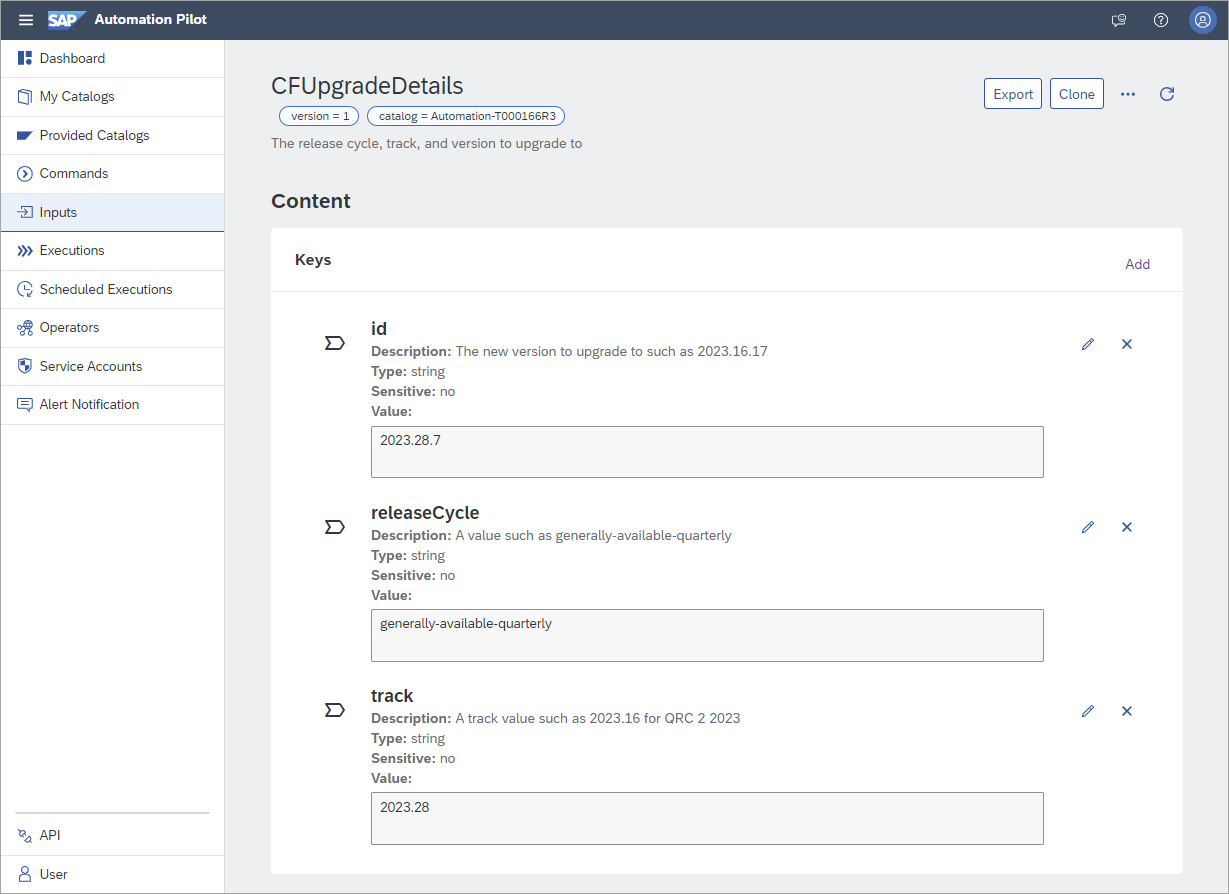 SAP Automation Pilot
Dashboard
My Catalogs
Provided Catalogs
Commands
Inputs
Executions
Scheduled Executions
Operators
Service Accounts
Alert Notification
API
User
CFUpgradeDetails
Export
Clone
version = 1
catalog = Automation-T000166R3
The release cycle, track, and version to upgrade to
Content
Keys
Add
id
Description: The new version to upgrade to such as 2023.16.17
Type: string
Sensitive: no
Value:
2023.28.7
releaseCycle
Description: A value such as generally-available-quarterly
Type: string
Sensitive: no
Value:
generally-available-quarterly
track
Description: A track value such as 2023.16 for QRC 2 2023
Type: string
Sensitive: no
Value:
2023.28